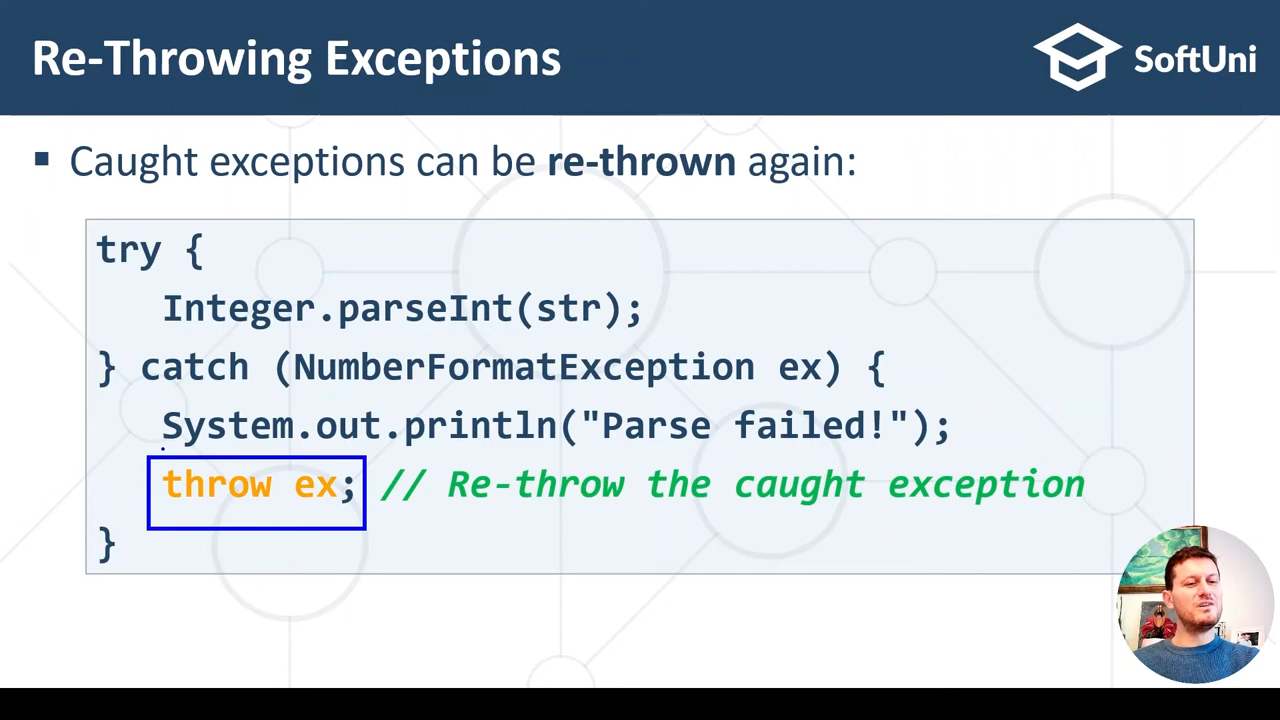 Re-Throwing Exceptions
SoftUni
▪ Caught exceptions can be re-thrown again:
try {
Integer.parseInt(str);
} catch (NumberFormatException ex) {
System.out.println("Parse failed!");
throw ex; // Re-throw the caught exception
}